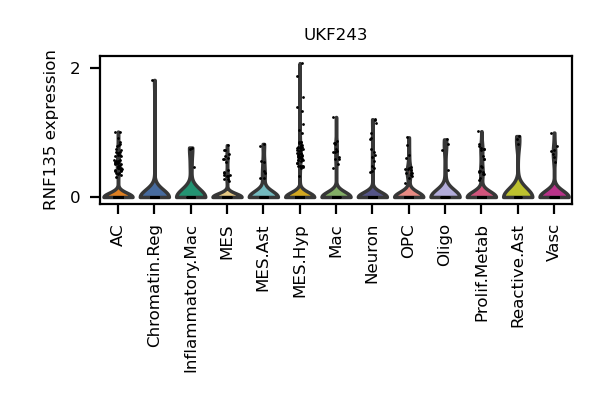 UKF243
RNF135 expression
2
0
AC
Chromatin.Reg
Inflammatory.Mac
MES
MES.Ast
MES.Hyp
Mac
Neuron
OPC
Oligo
Prolif.Metab
Reactive.Ast
Vasc